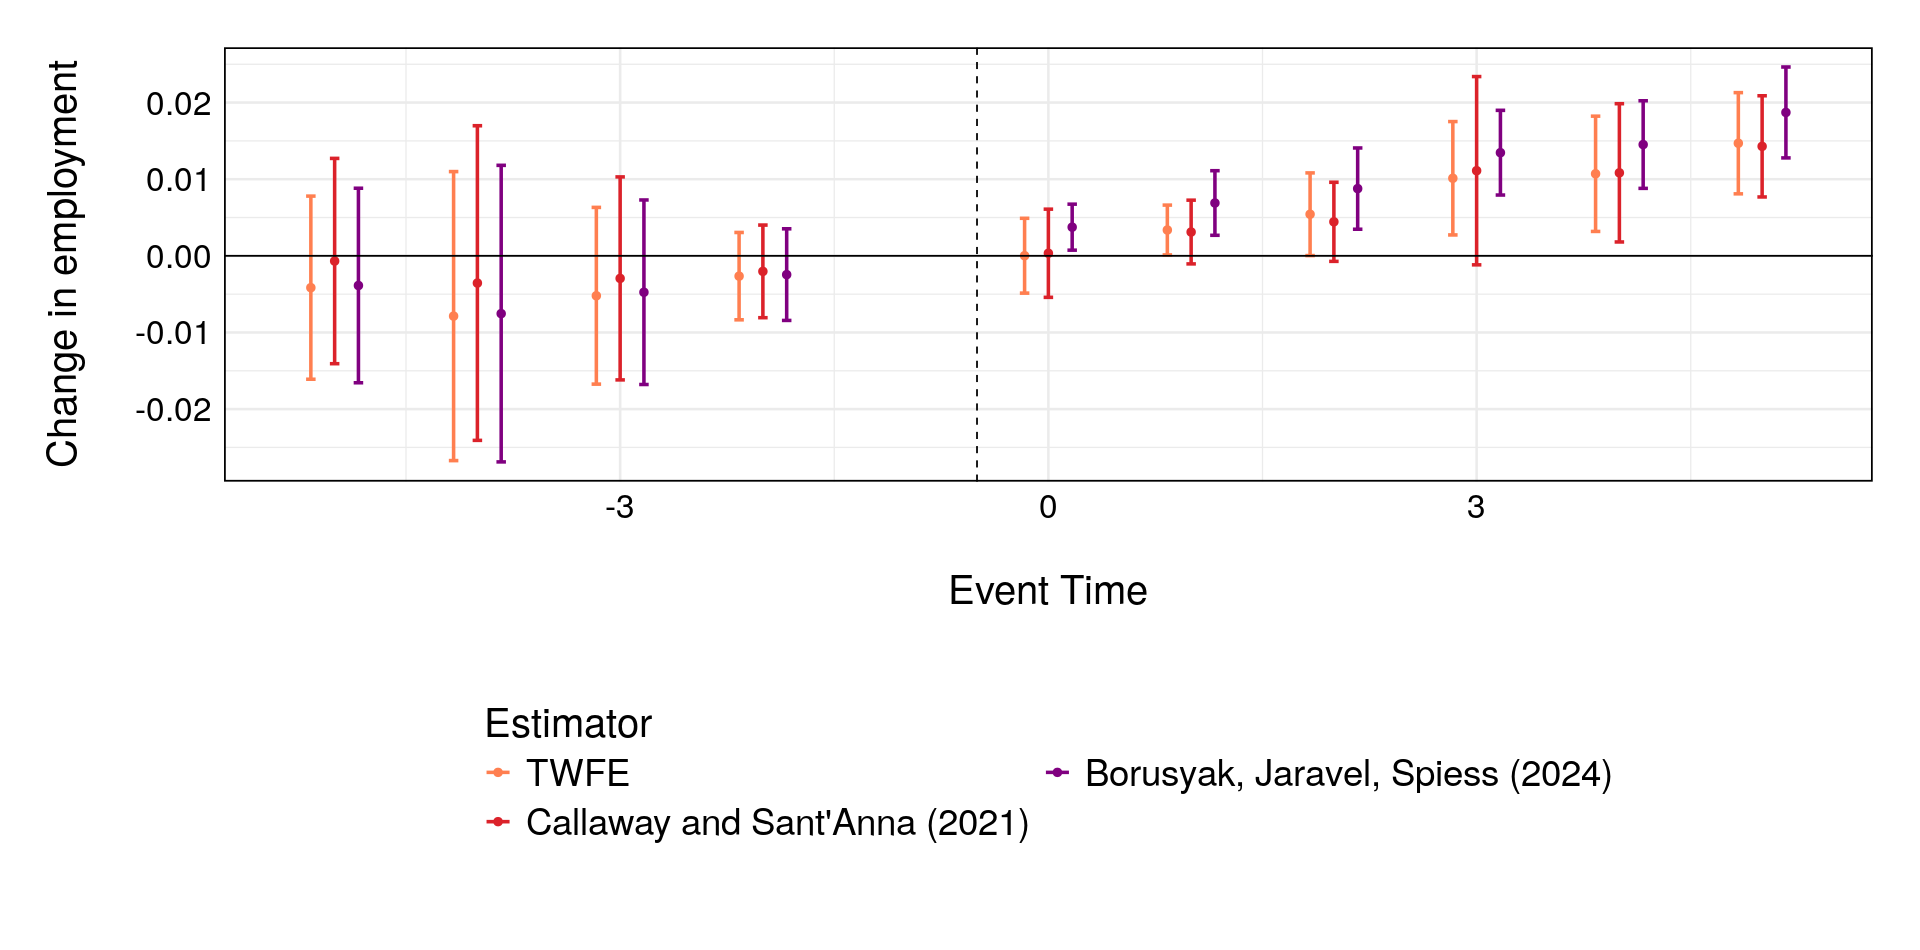 Change in employment
0.02
0.01
0.00
-0.01
-0.02
-3 0 3
Event Time
Estimator
TWFE
Callaway and Sant'Anna (2021)
Borusyak, Jaravel, Spiess (2024)